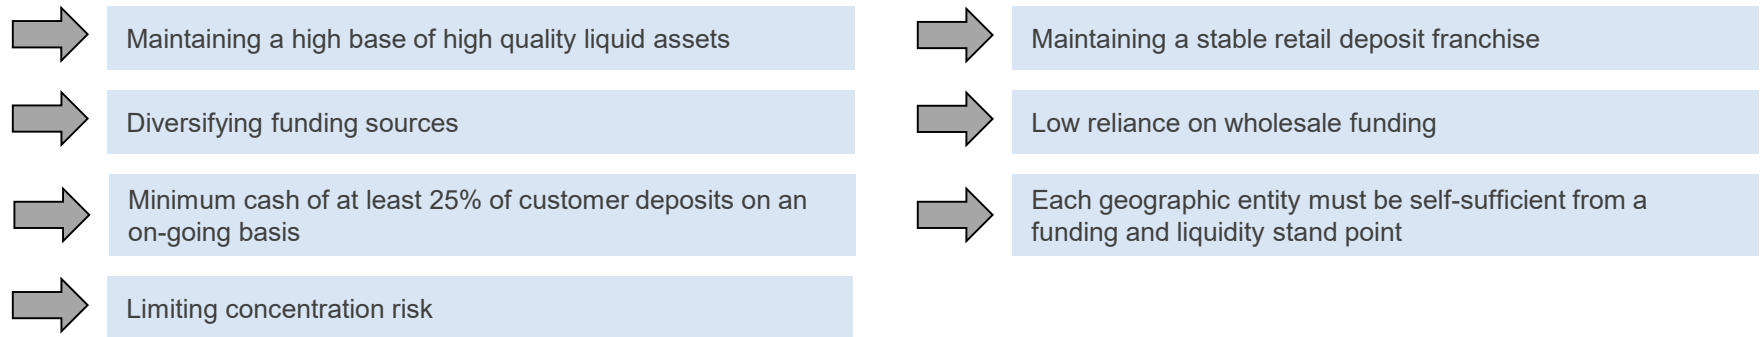 Maintaining a high base of high quality liquid assets
Diversifying funding sources
Minimum cash of at least 25% of customer deposits on an
on-going basis
Limiting concentration risk
Maintaining a stable retail deposit franchise
Low reliance on wholesale funding
Each geographic entity must be self-sufficient from a
funding and liquidity stand point